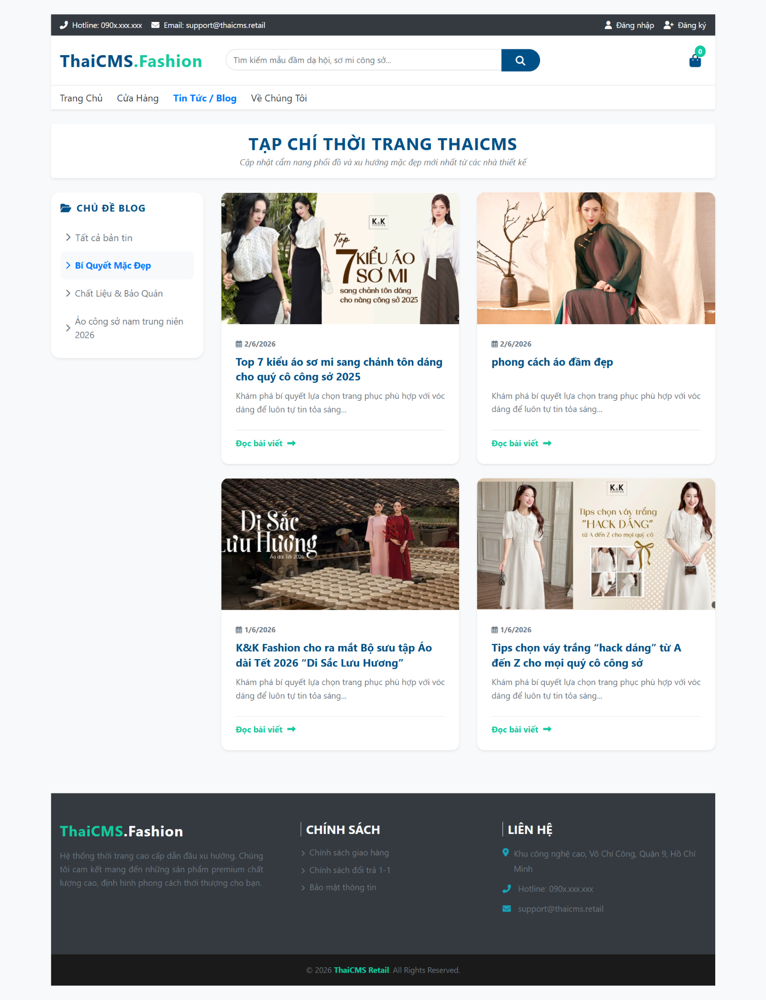 Hotline: 090x.xxx.xxx Email: support@thaicms.retail Đăng nhập Đăng ký
ThaiCMS.Fashion
Tìm kiếm mẫu đầm dạ hội, sơ mi công sở...
0
Trang Chủ Cửa Hàng Tin Tức / Blog Về Chúng Tôi
TẠP CHÍ THỜI TRANG THAICMS
Cập nhật cẩm nang phối đồ và xu hướng mặc đẹp mới nhất từ các nhà thiết kế
CHỦ ĐỀ BLOG
Tất cả bản tin
Bí Quyết Mặc Đẹp
Chất Liệu & Bảo Quản
Áo công sở nam trung niên
2026
K&K
FASHION
Top
7 KIỂU ÁO
SƠ MI
sang chảnh tôn dáng
cho nàng công sở 2025
2/6/2026
Top 7 kiểu áo sơ mi sang chảnh tôn dáng
cho quý cô công sở 2025
Khám phá bí quyết lựa chọn trang phục phù hợp với vóc
dáng để luôn tự tin tỏa sáng...
Đọc bài viết
2/6/2026
phong cách áo đầm đẹp
Khám phá bí quyết lựa chọn trang phục phù hợp với vóc
dáng để luôn tự tin tỏa sáng...
Đọc bài viết
Di Sắc
Lưu Hương
Áo dài Tết 2026
1/6/2026
K&K Fashion cho ra mắt Bộ sưu tập Áo
dài Tết 2026 “Di Sắc Lưu Hương”
Khám phá bí quyết lựa chọn trang phục phù hợp với vóc
dáng để luôn tự tin tỏa sáng...
Đọc bài viết
K&K
FASHION
Tips chọn váy trắng
"HACK DÁNG"
từ A đến Z cho mọi quý cô
1/6/2026
Tips chọn váy trắng “hack dáng” từ A
đến Z cho mọi quý cô công sở
Khám phá bí quyết lựa chọn trang phục phù hợp với vóc
dáng để luôn tự tin tỏa sáng...
Đọc bài viết
ThaiCMS.Fashion
Hệ thống thời trang cao cấp dẫn đầu xu hướng. Chúng
tôi cam kết mang đến những sản phẩm premium chất
lượng cao, định hình phong cách thời thượng cho bạn.
CHÍNH SÁCH
Chính sách giao hàng
Chính sách đổi trả 1-1
Bảo mật thông tin
LIÊN HỆ
Khu công nghệ cao, Võ Chí Công, Quận 9, Hồ Chí
Minh
Hotline: 090x.xxx.xxx
support@thaicms.retail
© 2026 ThaiCMS Retail. All Rights Reserved.